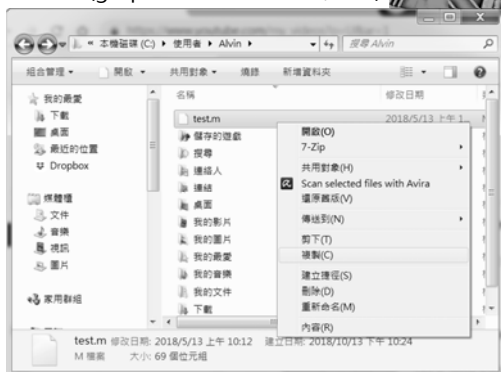 本機磁碟 (C:) ▸ 使用者 ▸ Alvin ▸
搜尋 Alvin
組合管理 開啟 共用對象 燒錄 新增資料夾
我的最愛
下載
桌面
最近的位置
Dropbox
媒體櫃
文件
音樂
視訊
圖片
家用群組
名稱 修改日期
test.m 2018/5/13 上午 1...
儲存的遊戲
搜尋
連絡人
連結
桌面
我的影片
我的圖片
我的最愛
我的音樂
我的文件
下載
開啟(O)
7-Zip
共用對象(H)
Scan selected files with Avira
還原舊版(V)
傳送到(N)
剪下(T)
複製(C)
建立捷徑(S)
刪除(D)
重新命名(M)
內容(R)
test.m 修改日期: 2018/5/13 上午 10:12 建立日期: 2018/10/13 下午 10:24
M 檔案 大小: 69 個位元組